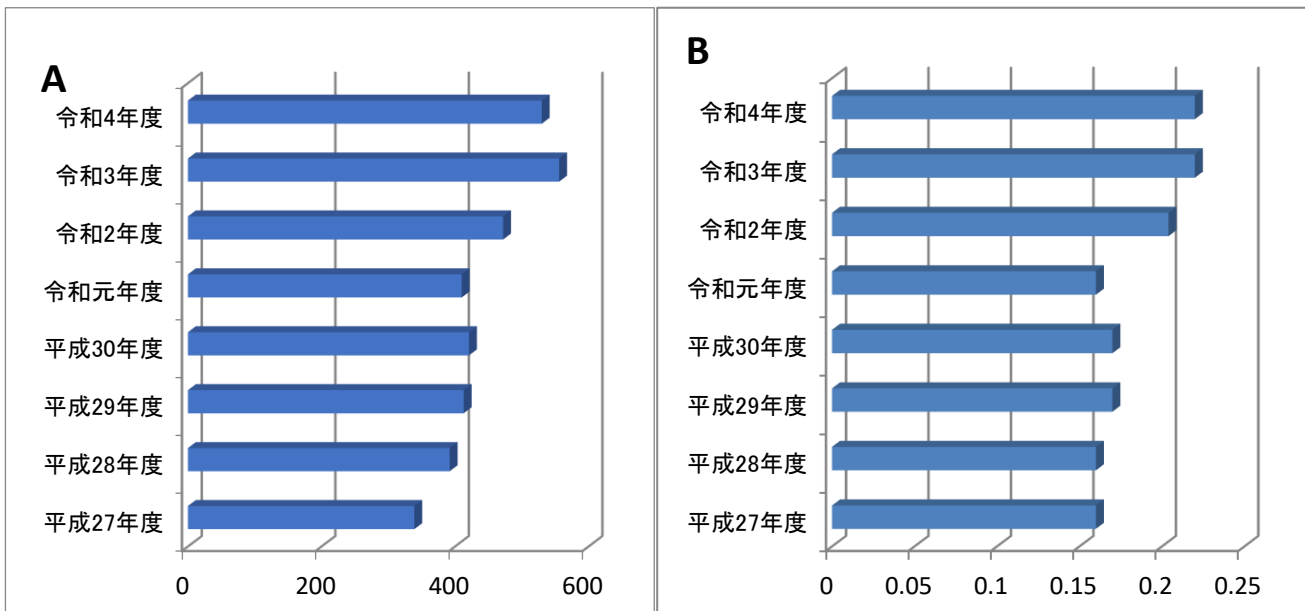 A
令和4年度
令和3年度
令和2年度
令和元年度
平成30年度
平成29年度
平成28年度
平成27年度
0 200 400 600
B
令和4年度
令和3年度
令和2年度
令和元年度
平成30年度
平成29年度
平成28年度
平成27年度
0 0.05 0.1 0.15 0.2 0.25